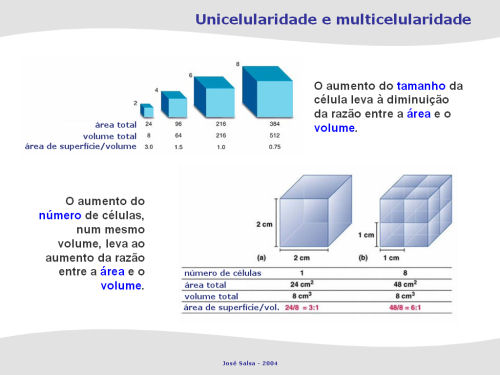 Unicelularidade e multicelularidade
2
4
6
8
área total 24 96 216 384
volume total 8 64 216 512
área de superfície/volume 3.0 1.5 1.0 0.75
O aumento do tamanho da
célula leva à diminuição
da razão entre a área e o
volume.
O aumento do
número de células,
num mesmo
volume, leva ao
aumento da razão
entre a área e o
volume.
2 cm
1 cm
(a) 2 cm (b) 1 cm
número de células 1 8
área total 24 cm² 48 cm²
volume total 8 cm³ 8 cm³
área de superfície/vol. 24/8 = 3:1 48/8 = 6:1
José Salsa - 2004